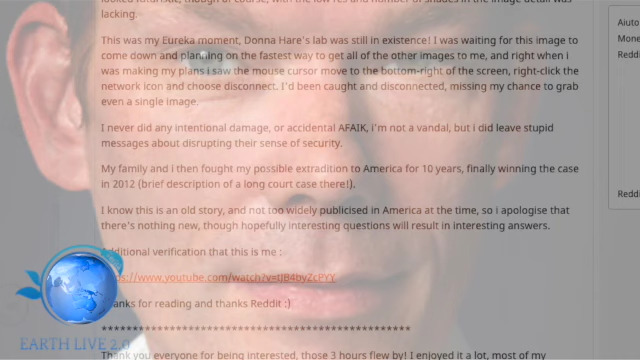 looked futuristic, though of course, with the low res and number of shades in the image detail was
lacking.
This was my Eureka moment, Donna Hare's lab was still in existence! I was waiting for this image to
come down and planning on the fastest way to get all of the other images to me, and right when i
was making my plans i saw the mouse cursor move to the bottom-right of the screen, right-click the
network icon and choose disconnect. I'd been caught and disconnected, missing my chance to grab
even a single image.
I never did any intentional damage, or accidental AFAIK, i'm not a vandal, but i did leave stupid
messages about disrupting their sense of security.
My family and i then fought my possible extradition to America for 10 years, finally winning the case
in 2012 (brief description of a long court case there!).
I know this is an old story, and not too widely publicised in America at the time, so i apologise that
there's nothing new, though hopefully interesting questions will result in interesting answers.
Additional verification that this is me :
https://www.youtube.com/watch?v=tJB4byZcPYY
Thanks for reading and thanks Reddit ;)
**************************************************
Thank you everyone for being interested, those 3 hours flew by! I enjoyed it a lot, most of my
Auto
Mone
Reddi
Reddi
EARTH LIVE 2.0